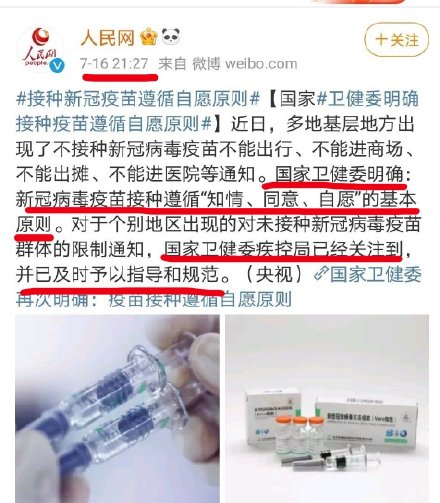 人民网
people
人民网
+关注
7-16 21:27 来自 微博 weibo.com
#接种新冠疫苗遵循自愿原则#【国家#卫健委明确
接种疫苗遵循自愿原则#】近日，多地基层地方出
现了不接种新冠病毒疫苗不能出行、不能进商场、
不能出摊、不能进医院等通知。国家卫健委明确：
新冠病毒疫苗接种遵循“知情、同意、自愿”的基本
原则。对于个别地区出现的对未接种新冠病毒疫苗
群体的限制通知，国家卫健委疾控局已经关注到，
并已及时予以指导和规范。（央视）国家卫健委
再次明确：疫苗接种遵循自愿原则